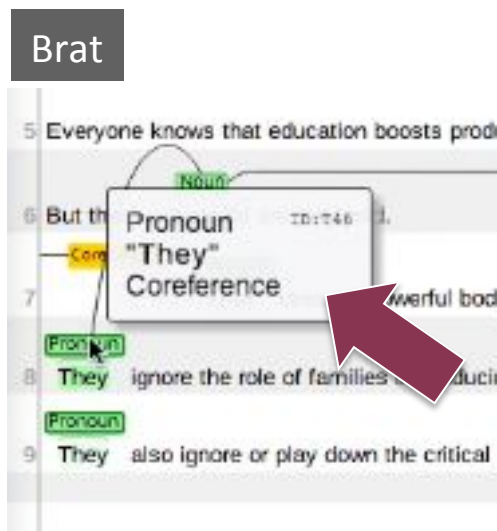 Brat
5 Everyone knows that education boosts prod
Noun
6 But th d.
Pronoun ID:T46
"They"
Coreference
7 werful bod
Pronoun
8 They ignore the role of families
Pronoun
9 They also ignore or play down the critical